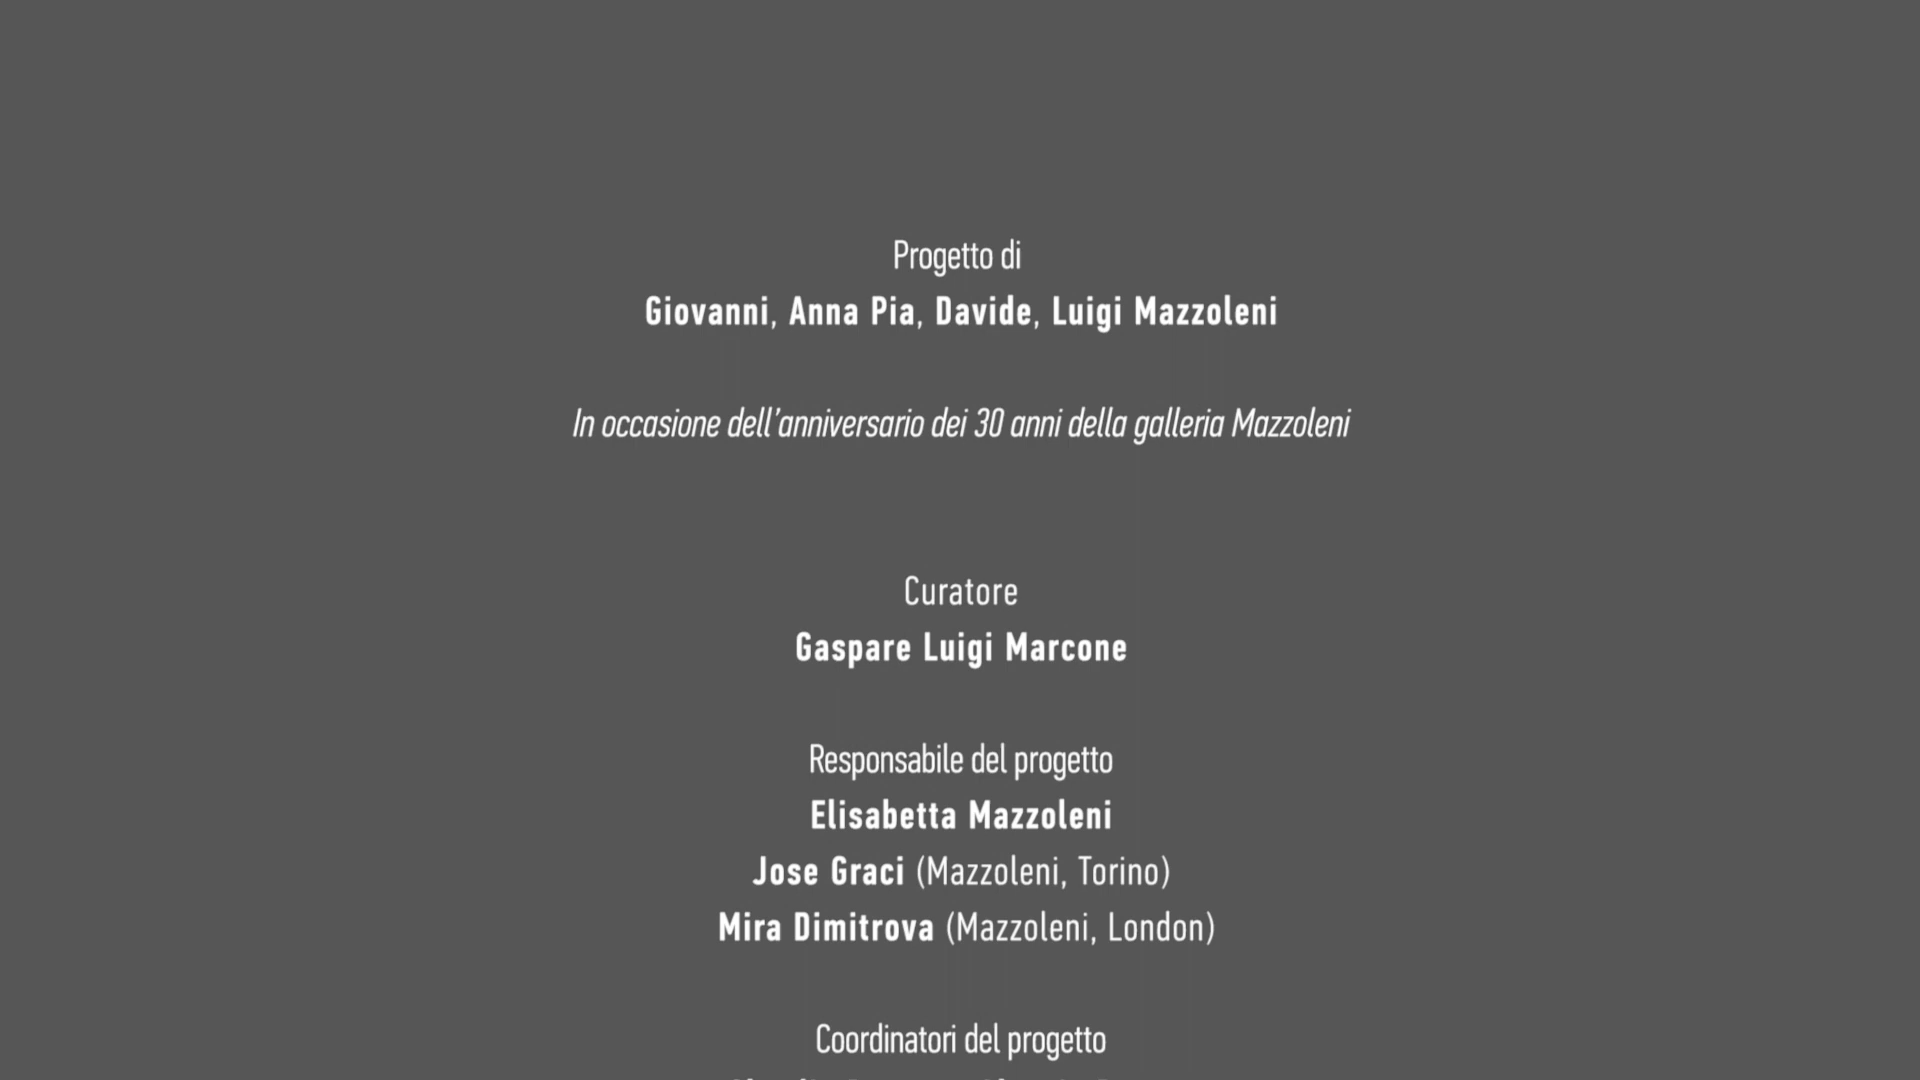 Progetto di
Giovanni, Anna Pia, Davide, Luigi Mazzoleni
In occasione dell’anniversario dei 30 anni della galleria Mazzoleni
Curatore
Gaspare Luigi Marcone
Responsabile del progetto
Elisabetta Mazzoleni
Jose Graci (Mazzoleni, Torino)
Mira Dimitrova (Mazzoleni, London)
Coordinatori del progetto